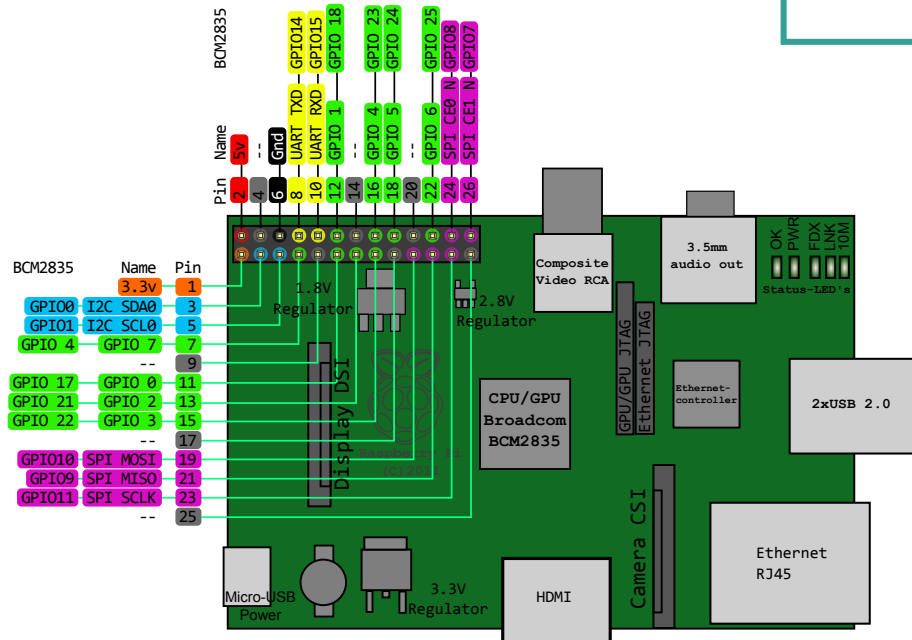 BCM2835
GPIO14
GPIO15
GPIO 18
GPIO 23
GPIO 24
GPIO 25
GPIO8
GPIO7
Name
5v
--
Gnd
UART TXD
UART RXD
GPIO 1
--
GPIO 4
GPIO 5
--
GPIO 6
SPI CE0 N
SPI CE1 N
Pin
2
4
6
8
10
12
14
16
18
20
22
24
26
BCM2835 Name Pin
3.3v 1
GPIO0 I2C SDA0 3
GPIO1 I2C SCL0 5
GPIO 4 GPIO 7 7
-- 9
GPIO 17 GPIO 0 11
GPIO 21 GPIO 2 13
GPIO 22 GPIO 3 15
-- 17
GPIO10 SPI MOSI 19
GPIO9 SPI MISO 21
GPIO11 SPI SCLK 23
-- 25
1.8V
Regulator
2.8V
Regulator
Composite
Video RCA
3.5mm
audio out
OK
PWR
FDX
LNK
10M
Status-LED's
GPU/GPU JTAG
Ethernet JTAG
Ethernet-
controller
2xUSB 2.0
Display DSI
Raspberry Pi
(C)2011
CPU/GPU
Broadcom
BCM2835
Camera CSI
Ethernet
RJ45
Micro-USB
Power
3.3V
Regulator
HDMI